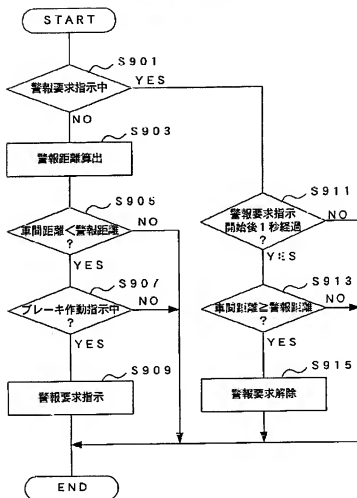 START
S901
警報要求指示中
YES
NO
S903
警報距離算出
S905
車間距離<警報距離
?
NO
YES
S907
ブレーキ作動指示中
?
NO
YES
S909
警報要求指示
S911
警報要求指示
開始後1秒経過
?
NO
YES
S913
車間距離≧警報距離
?
NO
YES
S915
警報要求解除
END